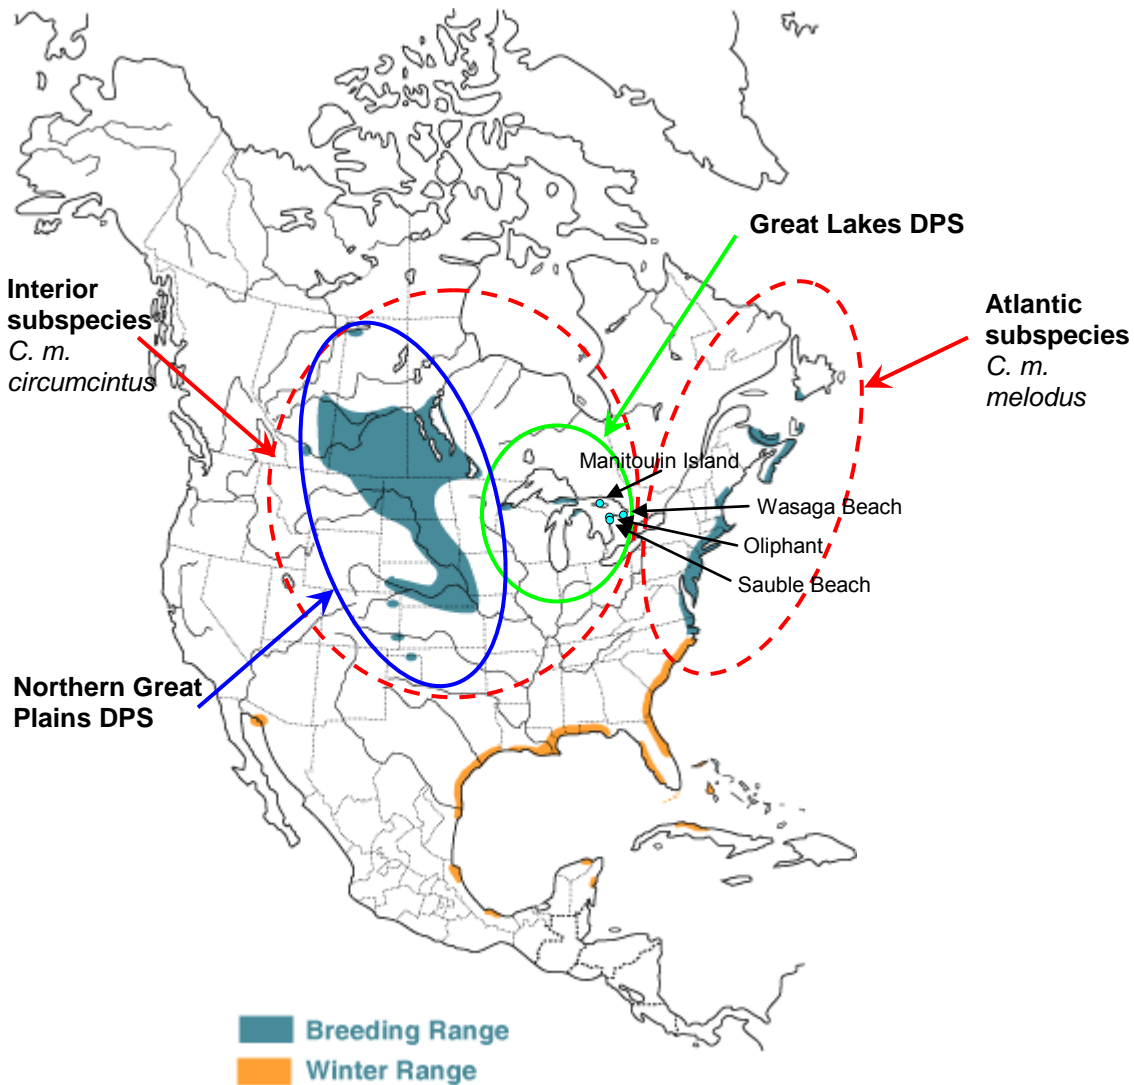 Great Lakes DPS
Interior
subspecies
C. m.
circumcintus
Atlantic
subspecies
C. m.
melodus
Manitoulin Island
Wasaga Beach
Oliphant
Sauble Beach
Northern Great
Plains DPS
Breeding Range
Winter Range